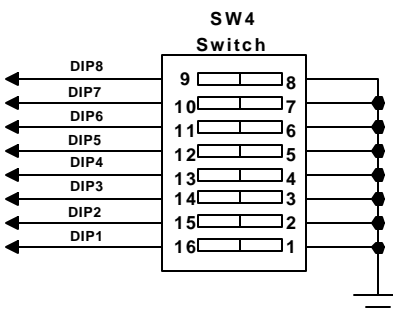 SW4
Switch
DIP8 9 8
DIP7 10 7
DIP6 11 6
DIP5 12 5
DIP4 13 4
DIP3 14 3
DIP2 15 2
DIP1 16 1